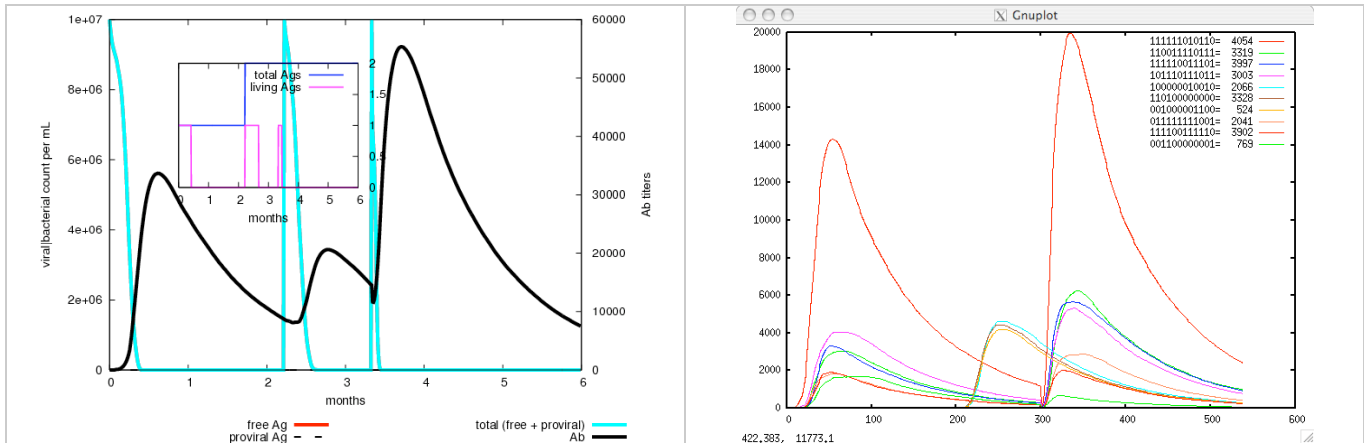 1e+07
8e+06
6e+06
4e+06
2e+06
0
viral|bacterial count per mL
60000
50000
40000
30000
20000
10000
0
Ab titers
total Ags
living Ags
2
1.5
1
0.5
0
0 1 2 3 4 5 6
months
0 1 2 3 4 5 6
months
free Ag
proviral Ag
total (free + proviral)
Ab
Gnuplot
20000
18000
16000
14000
12000
10000
8000
6000
4000
2000
0
111111010110= 4054
110011110111= 3319
111110011101= 3997
101110111011= 3003
100000010010= 2066
110100000000= 3328
001000001100= 524
011111111001= 2041
111100111110= 3902
001100000001= 769
0 100 200 300 400 500 600
422.383, 11773.1